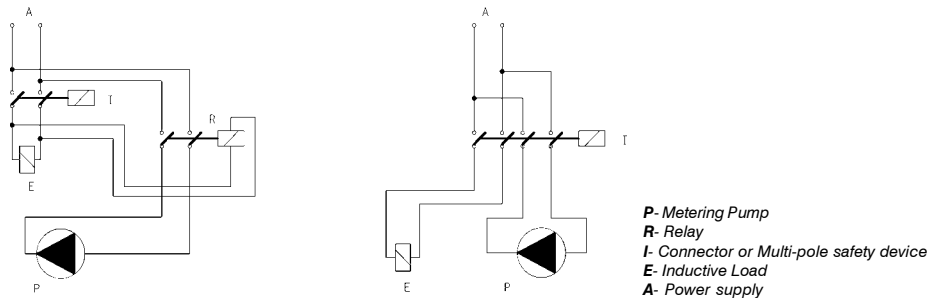 A
I
R
E
P
A
I
E
P
P- Metering Pump
R- Relay
I- Connector or Multi-pole safety device
E- Inductive Load
A- Power supply